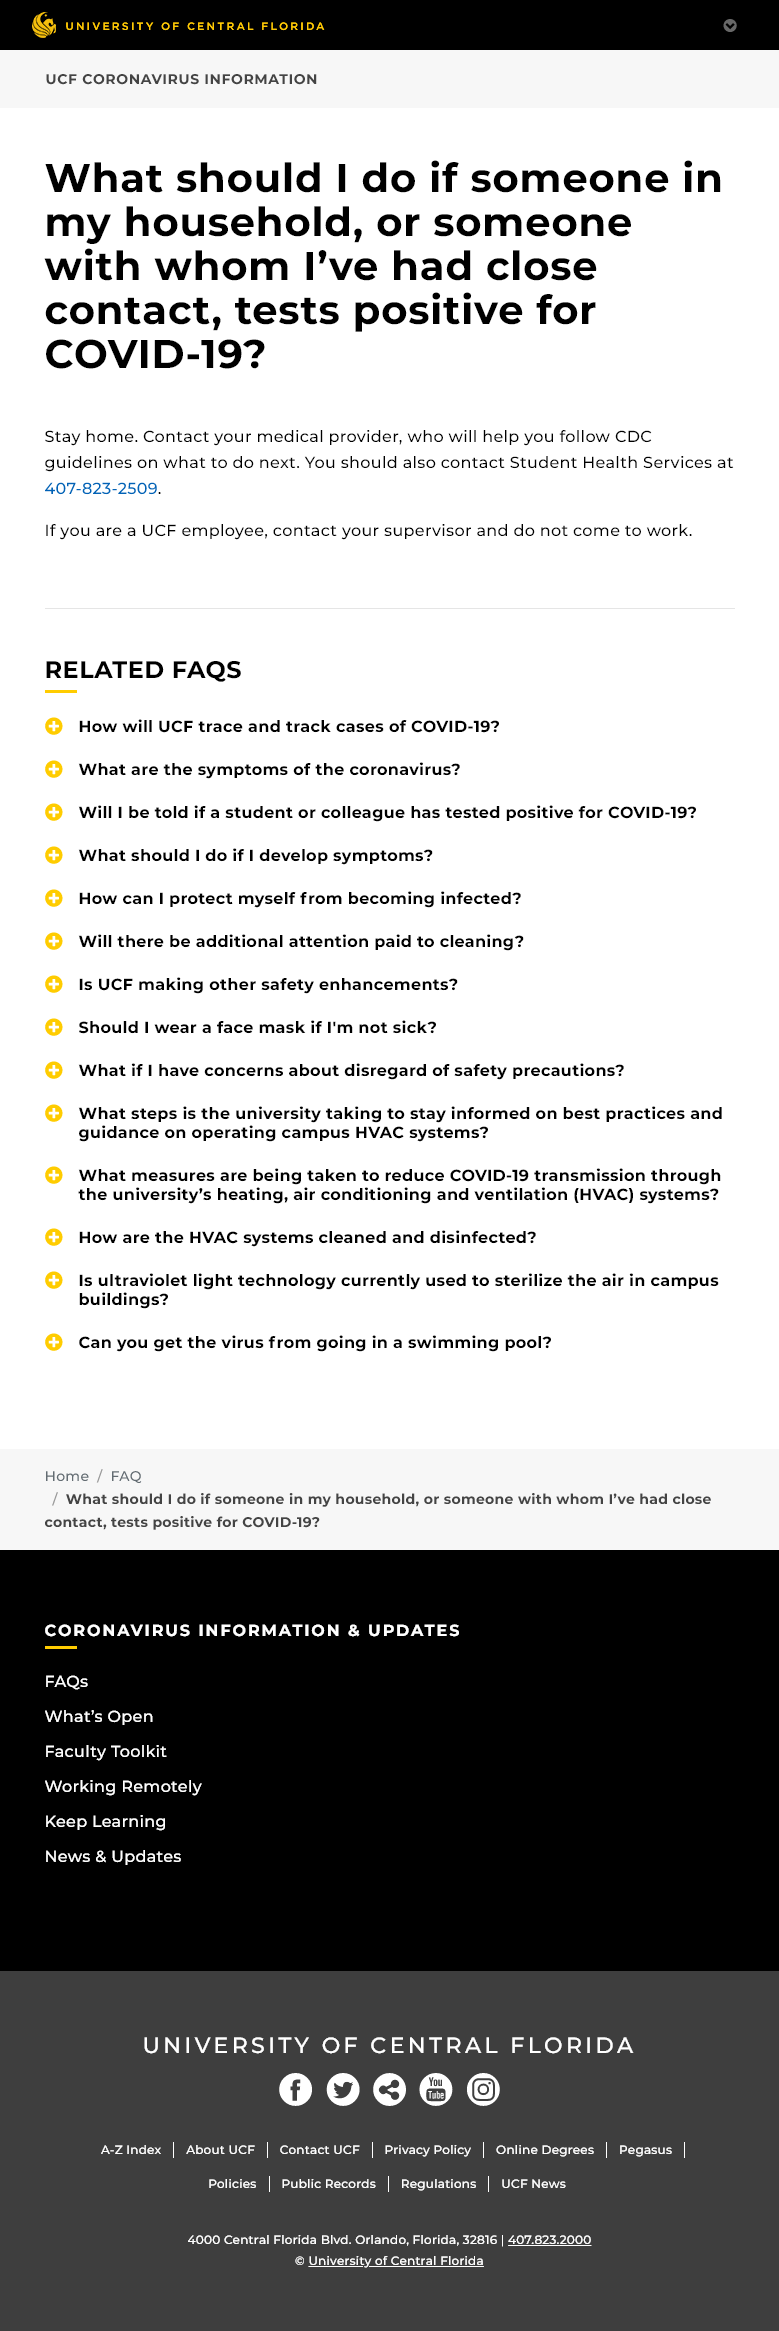 UNIVERSITY OF CENTRAL FLORIDA
UCF CORONAVIRUS INFORMATION
What should I do if someone in
my household, or someone
with whom I’ve had close
contact, tests positive for
COVID-19?
Stay home. Contact your medical provider, who will help you follow CDC
guidelines on what to do next. You should also contact Student Health Services at
407-823-2509.
If you are a UCF employee, contact your supervisor and do not come to work.
RELATED FAQS
How will UCF trace and track cases of COVID-19?
What are the symptoms of the coronavirus?
Will I be told if a student or colleague has tested positive for COVID-19?
What should I do if I develop symptoms?
How can I protect myself from becoming infected?
Will there be additional attention paid to cleaning?
Is UCF making other safety enhancements?
Should I wear a face mask if I'm not sick?
What if I have concerns about disregard of safety precautions?
What steps is the university taking to stay informed on best practices and
guidance on operating campus HVAC systems?
What measures are being taken to reduce COVID-19 transmission through
the university’s heating, air conditioning and ventilation (HVAC) systems?
How are the HVAC systems cleaned and disinfected?
Is ultraviolet light technology currently used to sterilize the air in campus
buildings?
Can you get the virus from going in a swimming pool?
Home / FAQ
/ What should I do if someone in my household, or someone with whom I’ve had close
contact, tests positive for COVID-19?
CORONAVIRUS INFORMATION & UPDATES
FAQs
What’s Open
Faculty Toolkit
Working Remotely
Keep Learning
News & Updates
UNIVERSITY OF CENTRAL FLORIDA
You
Tube
A-Z Index | About UCF | Contact UCF | Privacy Policy | Online Degrees | Pegasus |
Policies | Public Records | Regulations | UCF News
4000 Central Florida Blvd. Orlando, Florida, 32816 | 407.823.2000
© University of Central Florida